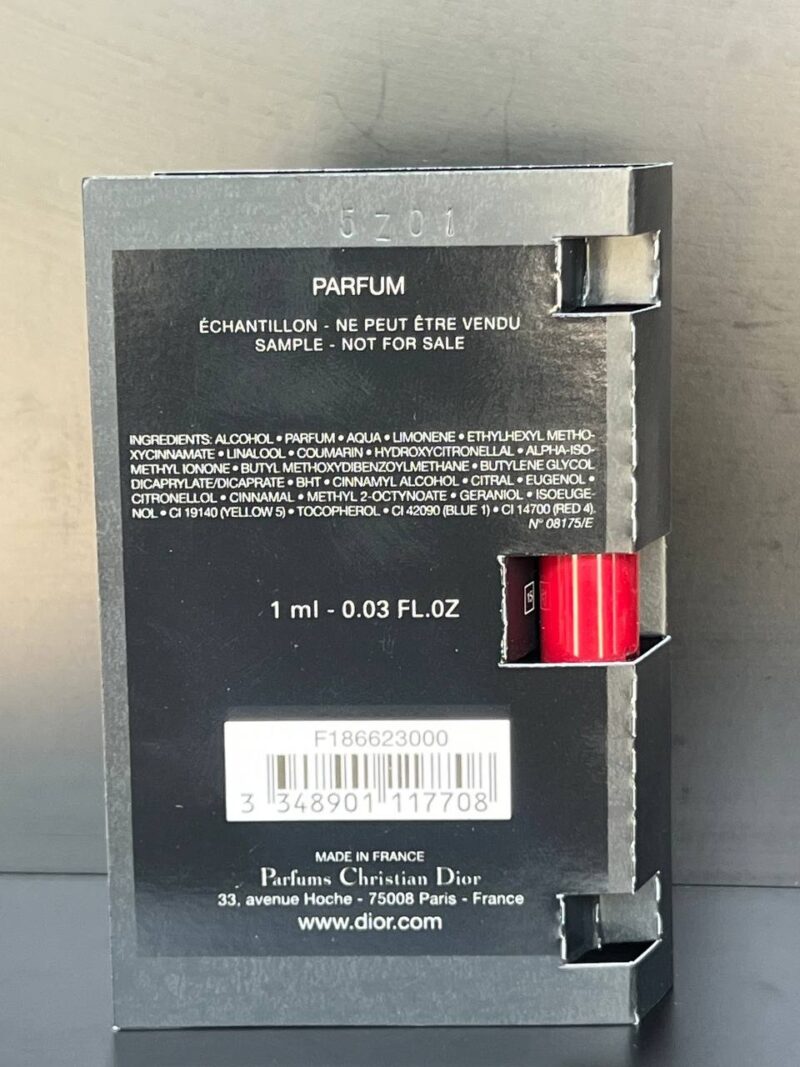 5Z01
PARFUM
ÉCHANTILLON - NE PEUT ÊTRE VENDU
SAMPLE - NOT FOR SALE
INGREDIENTS: ALCOHOL • PARFUM • AQUA • LIMONENE • ETHYLHEXYL METHO-
XYCINNAMATE • LINALOOL • COUMARIN • HYDROXYCITRONELLAL • ALPHA-ISO-
METHYL IONONE • BUTYL METHOXYDIBENZOYLMETHANE • BUTYLENE GLYCOL
DICAPRYLATE/DICAPRATE • BHT • CINNAMYL ALCOHOL • CITRAL • EUGENOL •
CITRONELLOL • CINNAMAL • METHYL 2-OCTYNOATE • GERANIOL • ISOEUGE-
NOL • CI 19140 (YELLOW 5) • TOCOPHEROL • CI 42090 (BLUE 1) • CI 14700 (RED 4).
N° 08175/E
1 ml - 0.03 FL.OZ
F186623000
3 348901 117708
MADE IN FRANCE
Parfums Christian Dior
33, avenue Hoche - 75008 Paris - France
www.dior.com